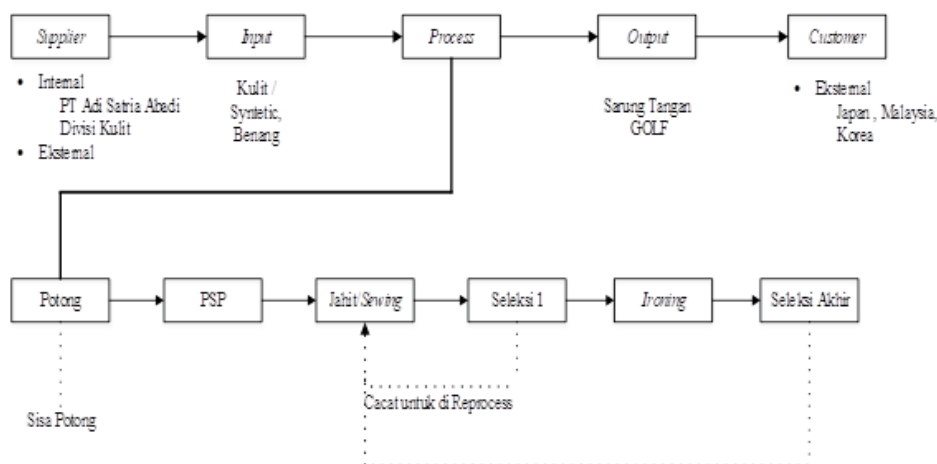 Supplier
Input
Process
Output
Customer
• Internal
PT Adi Satria Abadi
Divisi Kulit
• Eksternal
Kulit /
Syntetic,
Benang
Sarung Tangan
GOLF
• Eksternal
Japan , Malaysia,
Korea
Potong
PSP
Jahit/Sewing
Seleksi 1
Ironing
Seleksi Akhir
Sisa Potong
Cacat untuk di Reprocess